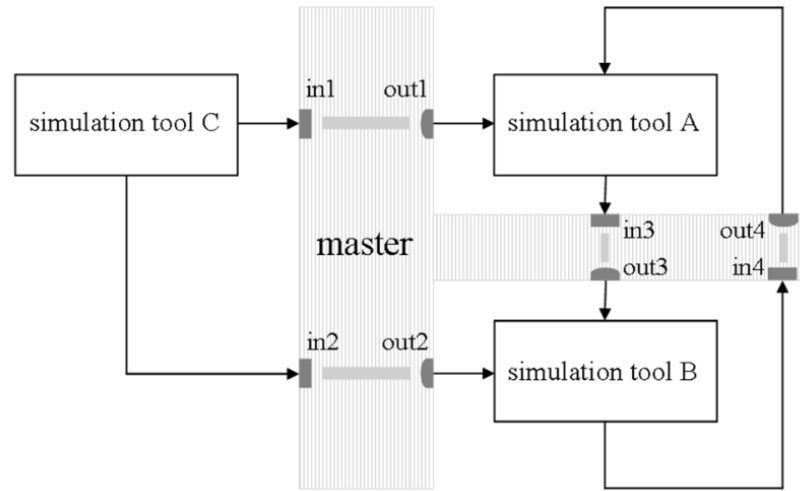 in1 out1
simulation tool C
simulation tool A
master
in3
out3
out4
in4
in2 out2
simulation tool B